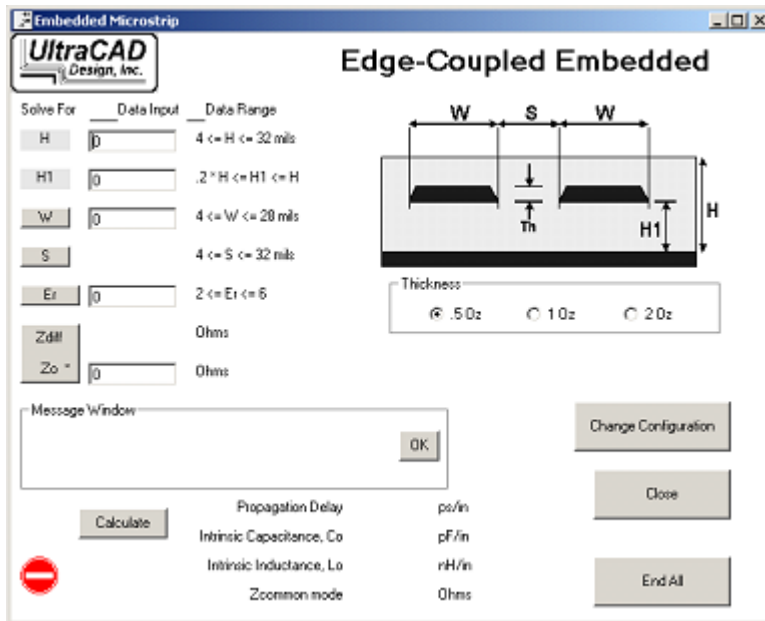 Embedded Microstrip
UltraCAD
Design, Inc.
Edge-Coupled Embedded
Solve For Data Input Data Range
H 0 4 <= H <= 32 mils
H1 0 .2 * H <= H1 <= H
W 0 4 <= W <= 28 mils
S 4 <= S <= 32 mils
Er 0 2 <= Er <= 6
Zdiff Ohms
Zo * 0 Ohms
W S W
Th
H1
H
Thickness
.5 Oz 1 Oz 2 Oz
Message Window
OK
Change Configuration
Close
End All
Calculate
Propagation Delay ps/in
Intrinsic Capacitance, Co pF/in
Intrinsic Inductance, Lo nH/in
Zcommon mode Ohms